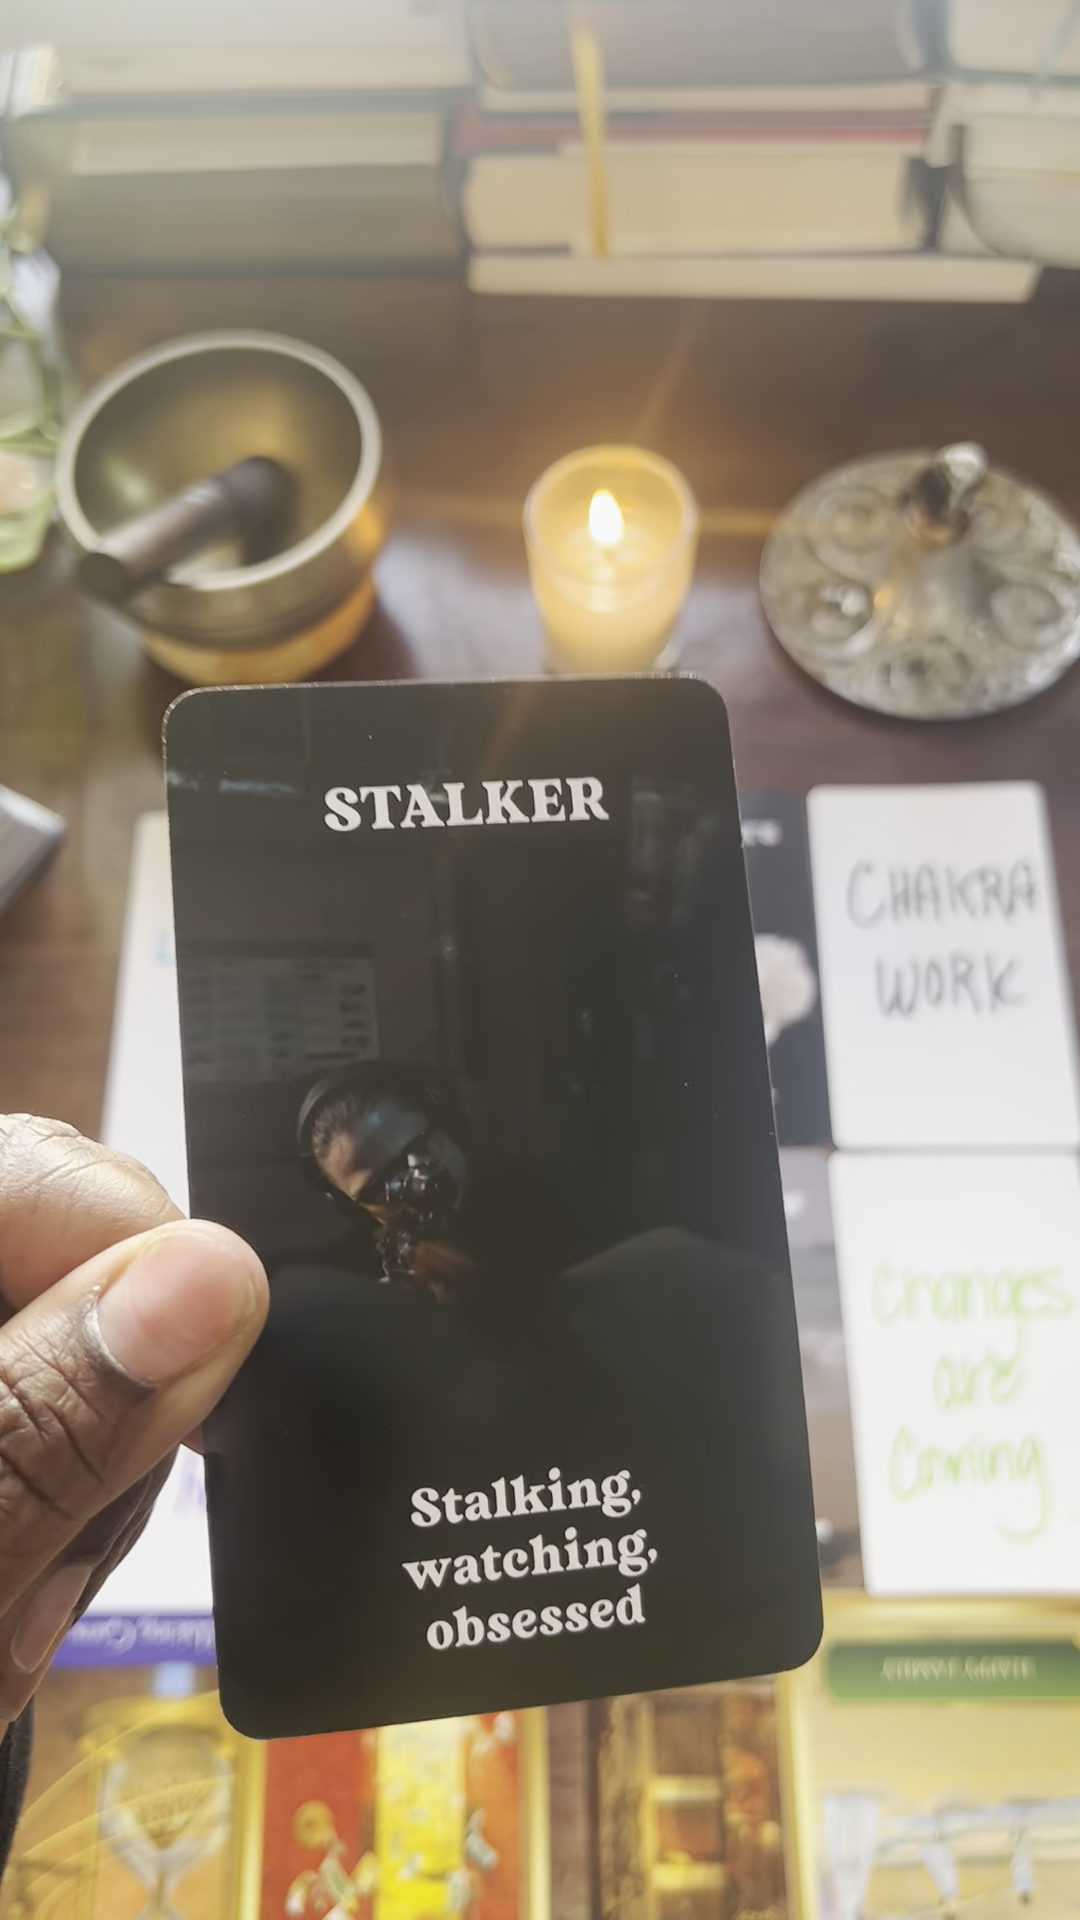 STALKER
CHAKRA
WORK
Changes
are
Coming
Stalking,
watching,
obsessed